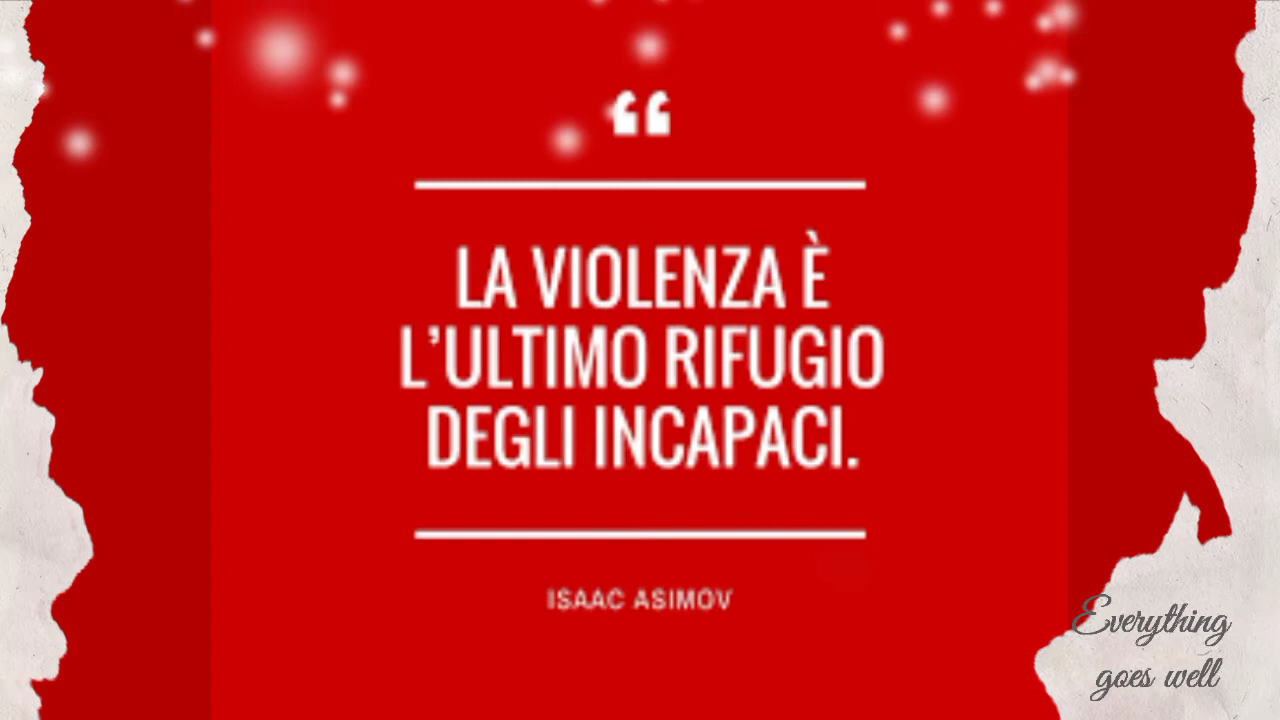 “
LA VIOLENZA È
L’ULTIMO RIFUGIO
DEGLI INCAPACI.
ISAAC ASIMOV
Everything
goes well